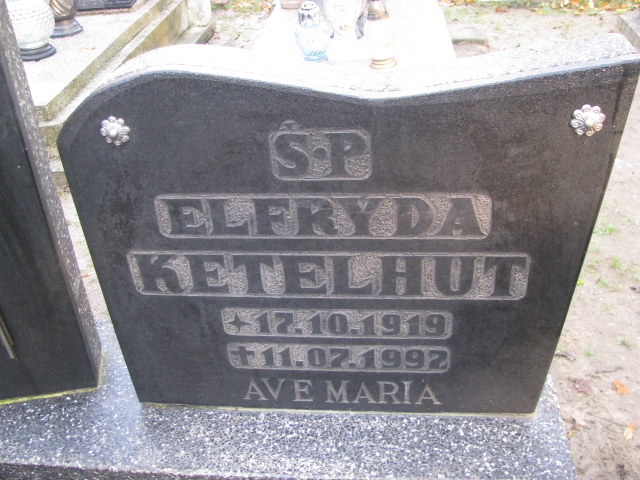 Ś·P
ELFRYDA
KETELHUT
*17.10.1919
✝11.07.1992
AVE MARIA